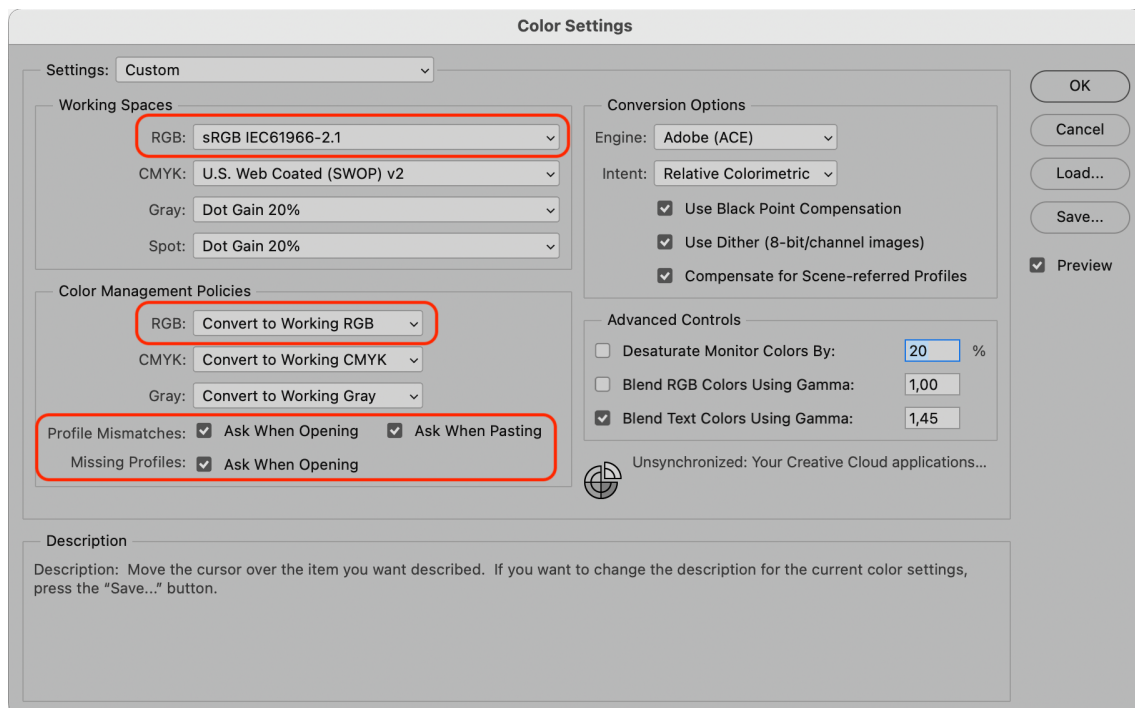 Color Settings
Settings: Custom
Working Spaces
RGB: sRGB IEC61966-2.1
CMYK: U.S. Web Coated (SWOP) v2
Gray: Dot Gain 20%
Spot: Dot Gain 20%
Color Management Policies
RGB: Convert to Working RGB
CMYK: Convert to Working CMYK
Gray: Convert to Working Gray
Profile Mismatches: Ask When Opening Ask When Pasting
Missing Profiles: Ask When Opening
Conversion Options
Engine: Adobe (ACE)
Intent: Relative Colorimetric
Use Black Point Compensation
Use Dither (8-bit/channel images)
Compensate for Scene-referred Profiles
Advanced Controls
Desaturate Monitor Colors By: 20 %
Blend RGB Colors Using Gamma: 1,00
Blend Text Colors Using Gamma: 1,45
Unsynchronized: Your Creative Cloud applications...
OK
Cancel
Load...
Save...
Preview
Description
Description: Move the cursor over the item you want described. If you want to change the description for the current color settings,
press the “Save...” button.